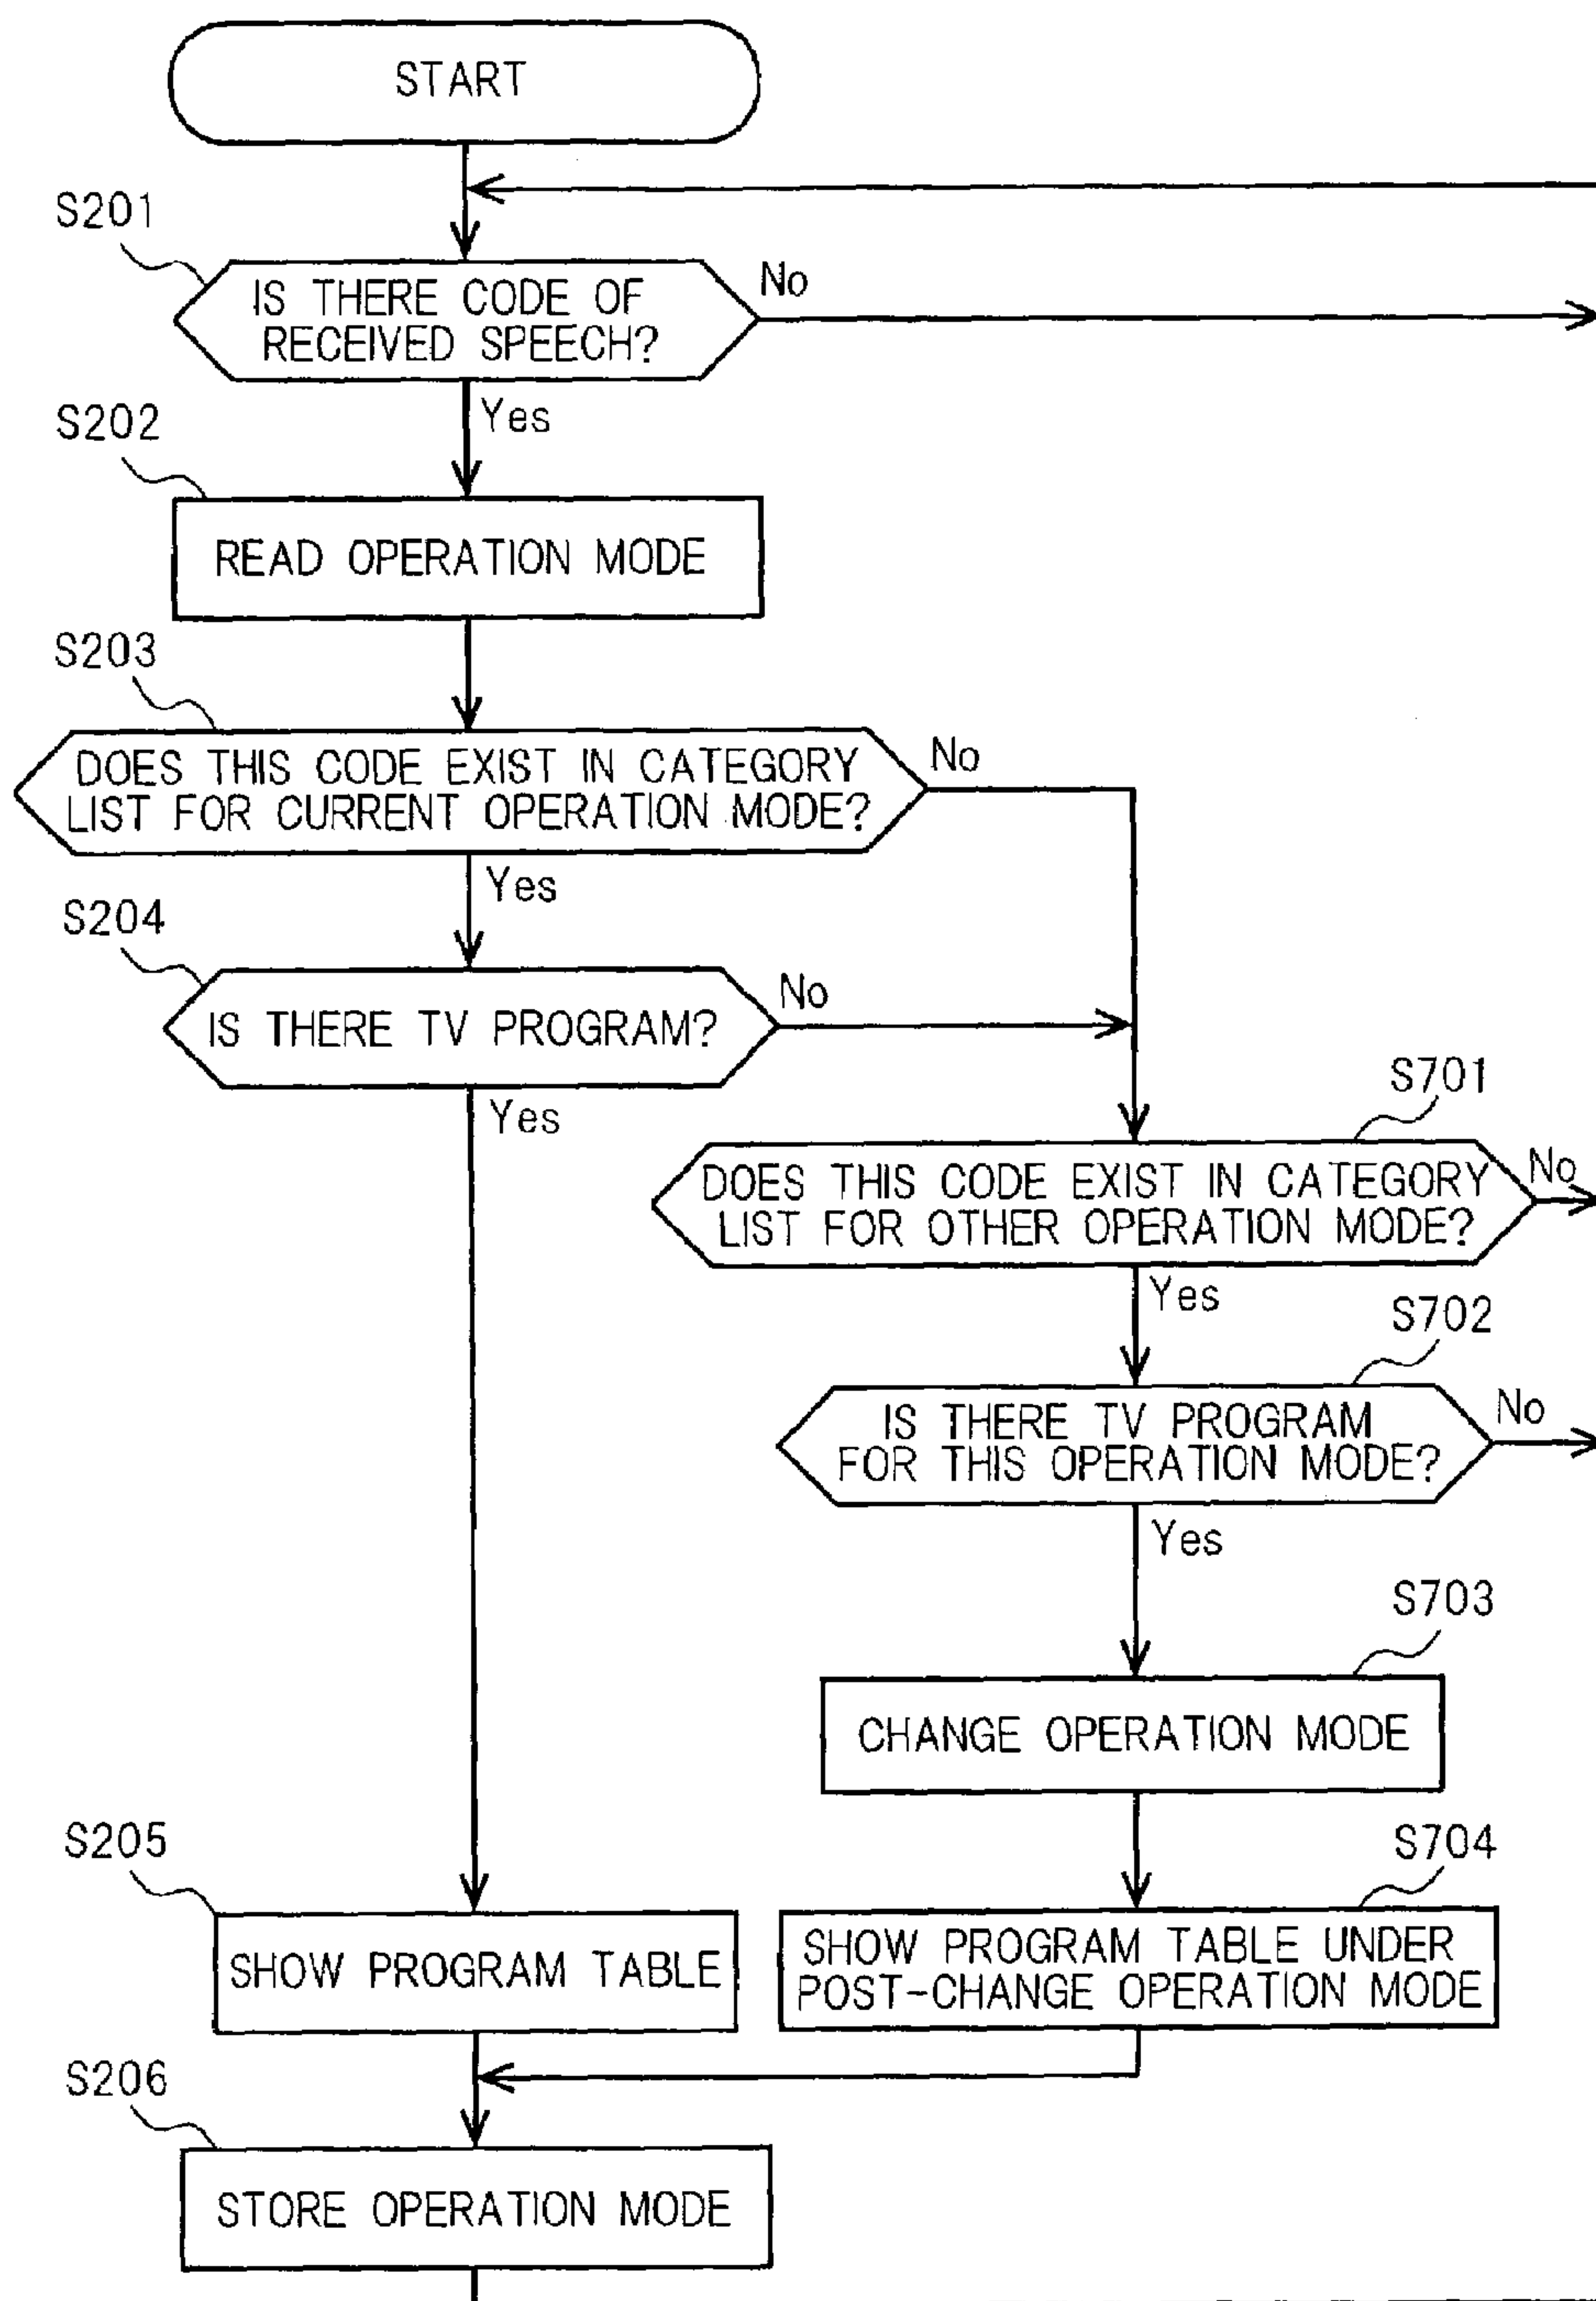 START
S201
IS THERE CODE OF
RECEIVED SPEECH?
No
Yes
S202
READ OPERATION MODE
S203
DOES THIS CODE EXIST IN CATEGORY
LIST FOR CURRENT OPERATION MODE?
No
Yes
S204
IS THERE TV PROGRAM?
No
Yes
S701
DOES THIS CODE EXIST IN CATEGORY
LIST FOR OTHER OPERATION MODE?
No
Yes
S702
IS THERE TV PROGRAM
FOR THIS OPERATION MODE?
No
Yes
S703
CHANGE OPERATION MODE
S205
SHOW PROGRAM TABLE
S704
SHOW PROGRAM TABLE UNDER
POST-CHANGE OPERATION MODE
S206
STORE OPERATION MODE